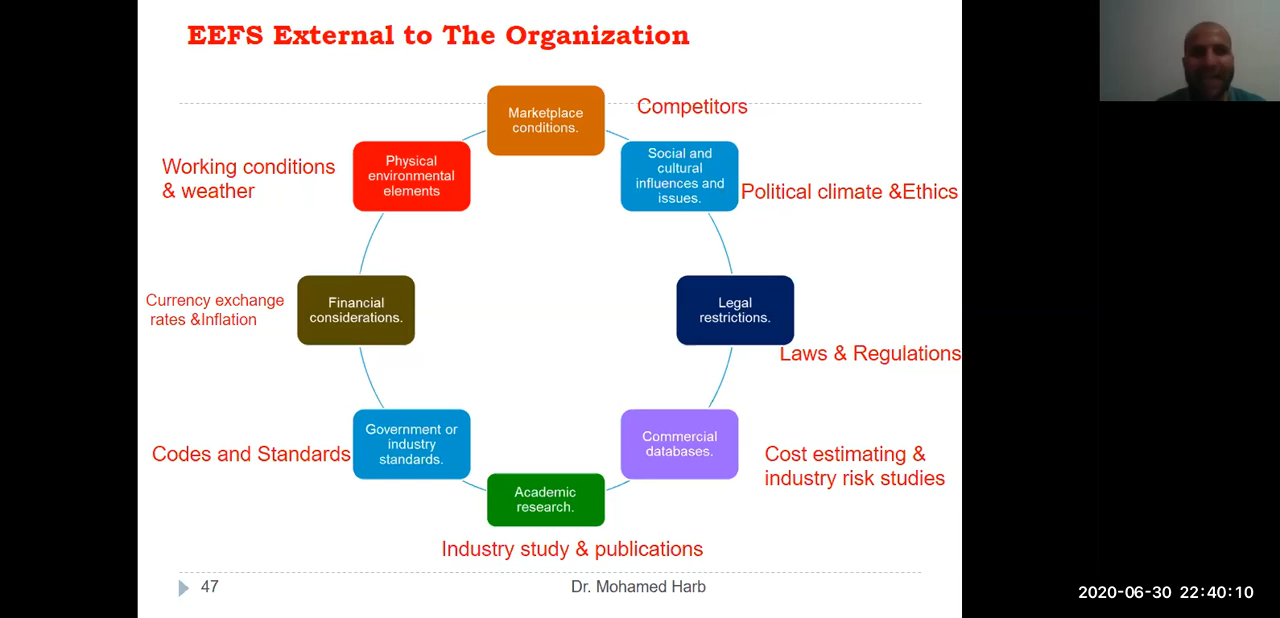 EEFS External to The Organization
Marketplace
conditions.
Competitors
Social and
cultural
influences and
issues.
Political climate &Ethics
Legal
restrictions.
Laws & Regulations
Commercial
databases.
Cost estimating &
industry risk studies
Academic
research.
Industry study & publications
Government or
industry
standards.
Codes and Standards
Financial
considerations.
Currency exchange
rates &Inflation
Physical
environmental
elements
Working conditions
& weather
47
Dr. Mohamed Harb
2020-06-30 22:40:10